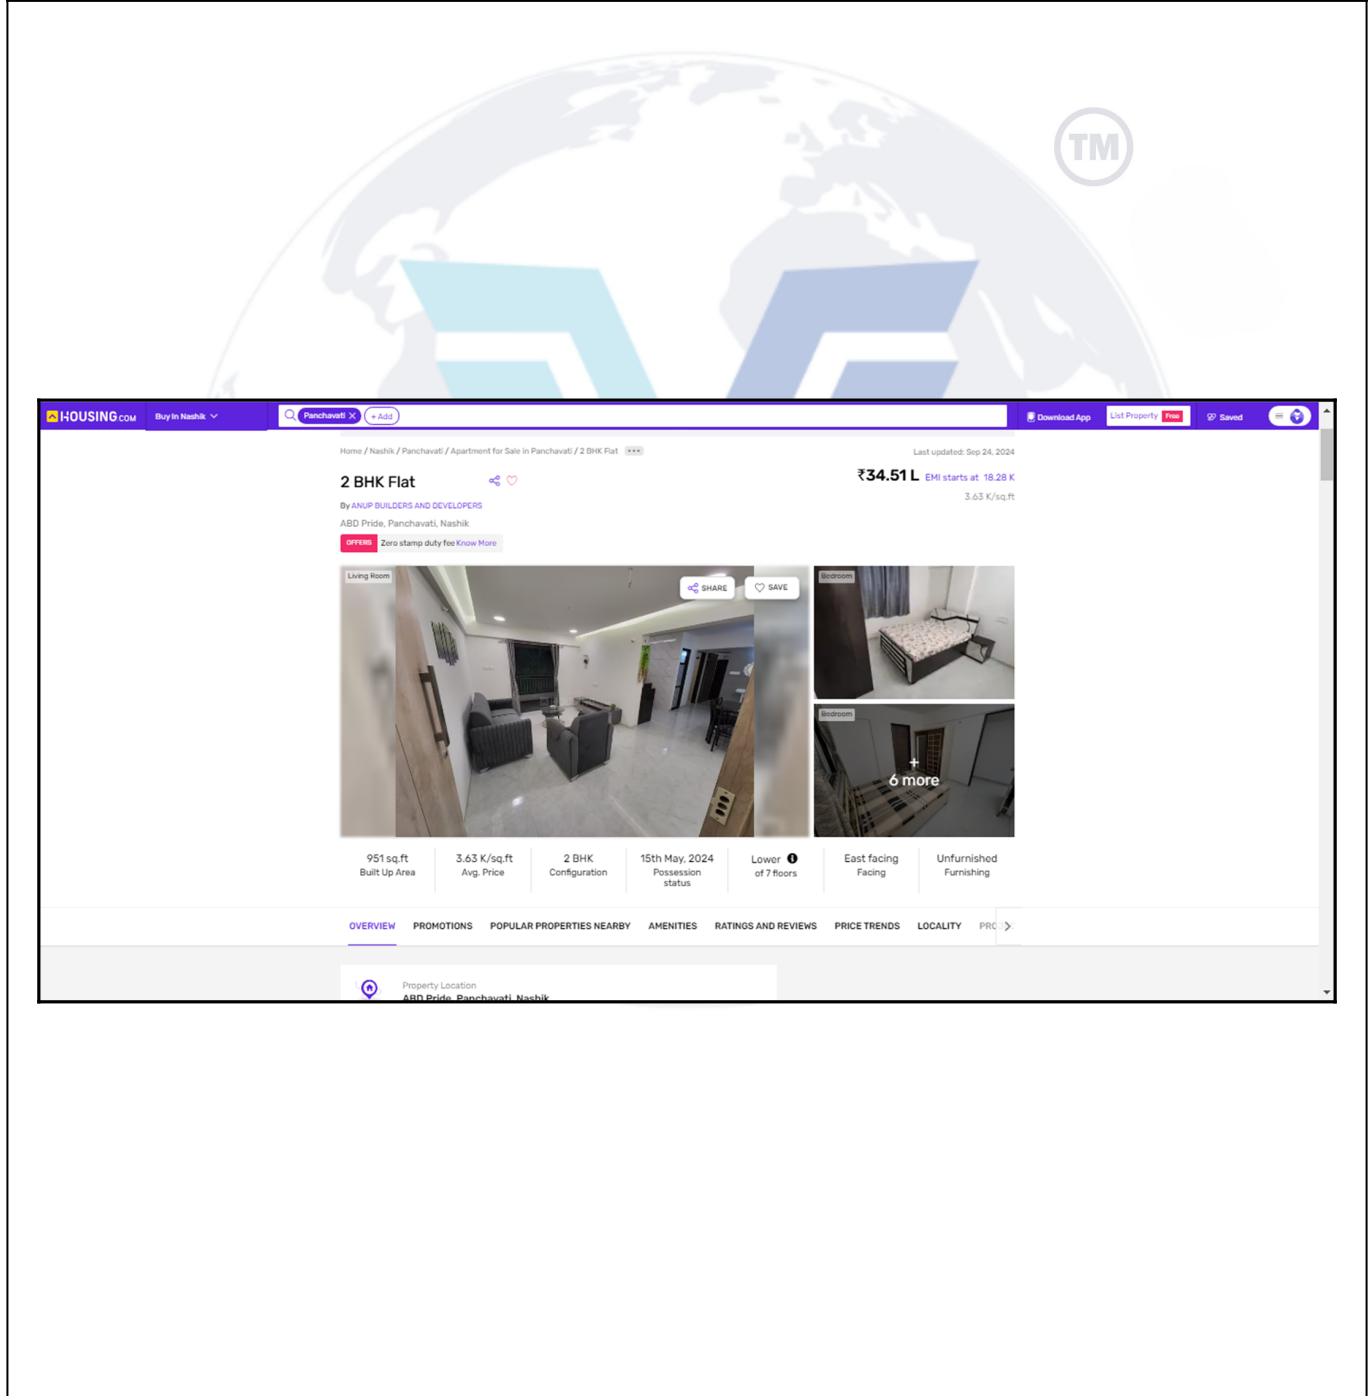 TM
HOUSING.COM Buy in Nashik Panchavati + Add Download App List Property Free Saved
Home / Nashik / Panchavati / Apartment for Sale in Panchavati / 2 BHK Flat ••• Last updated: Sep 24, 2024
2 BHK Flat ₹34.51 L EMI starts at 18.28 K
3.63 K/sq.ft
By ANUP BUILDERS AND DEVELOPERS
ABD Pride, Panchavati, Nashik
OFFERS Zero stamp duty fee Know More
Living Room SHARE SAVE Bedroom
Bedroom
+
6 more
951 sq.ft 3.63 K/sq.ft 2 BHK 15th May, 2024 Lower East facing Unfurnished
Built Up Area Avg. Price Configuration Possession status of 7 floors Facing Furnishing
OVERVIEW PROMOTIONS POPULAR PROPERTIES NEARBY AMENITIES RATINGS AND REVIEWS PRICE TRENDS LOCALITY
Property Location
ABD Pride, Panchavati, Nashik